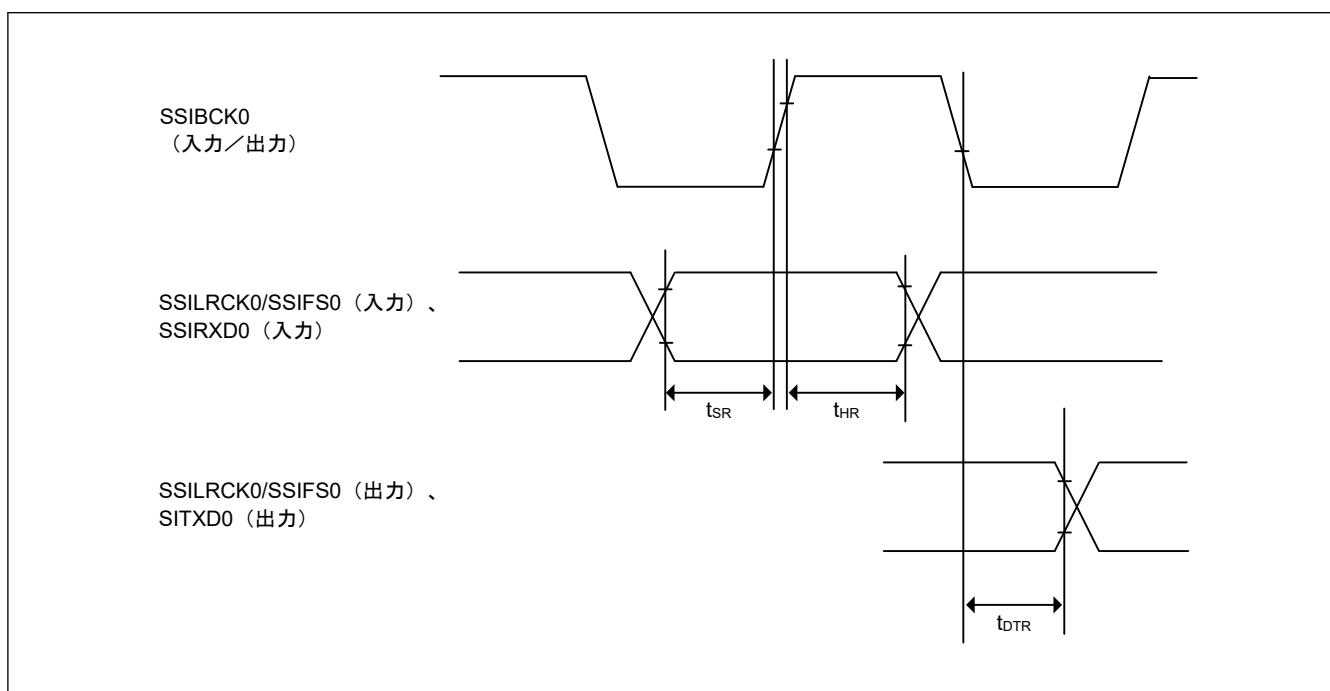 SSIBCK0
（入力／出力）
SSILRCK0/SSIFS0（入力）、
SSIRXD0（入力）
tSR
tHR
SSILRCK0/SSIFS0（出力）、
SITXD0（出力）
tDTR